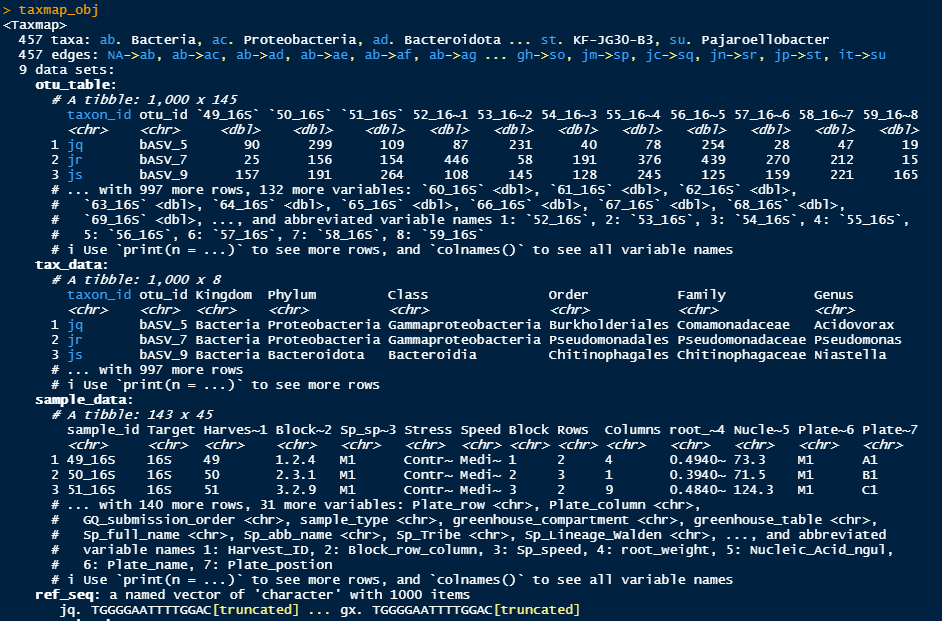 > taxmap_obj
<Taxmap>
  457 taxa: ab. Bacteria, ac. Proteobacteria, ad. Bacteroidota ... st. KF-JG30-B3, su. Pajaroellobacter
  457 edges: NA->ab, ab->ac, ab->ad, ab->ae, ab->af, ab->ag ... gh->so, jm->sp, jc->sq, jn->sr, jp->st, it->su
  9 data sets:
    otu_table:
      # A tibble: 1,000 x 145
        taxon_id otu_id `49_16S` `50_16S` `51_16S` 52_16~1 53_16~2 54_16~3 55_16~4 56_16~5 57_16~6 58_16~7 59_16~8
        <chr>    <chr>     <dbl>    <dbl>    <dbl>   <dbl>   <dbl>   <dbl>   <dbl>   <dbl>   <dbl>   <dbl>   <dbl>
      1 jq       bASV_5       90      299      109      87     231      40      78     254      28      47      19
      2 jr       bASV_7       25      156      154     446      58     191     376     439     270     212      15
      3 js       bASV_9      157      191      264     108     145     128     245     125     159     221     165
      # ... with 997 more rows, 132 more variables: `60_16S` <dbl>, `61_16S` <dbl>, `62_16S` <dbl>,
      #   `63_16S` <dbl>, `64_16S` <dbl>, `65_16S` <dbl>, `66_16S` <dbl>, `67_16S` <dbl>, `68_16S` <dbl>,
      #   `69_16S` <dbl>, ..., and abbreviated variable names 1: `52_16S`, 2: `53_16S`, 3: `54_16S`, 4: `55_16S`,
      #   5: `56_16S`, 6: `57_16S`, 7: `58_16S`, 8: `59_16S`
      # i Use `print(n = ...)` to see more rows, and `colnames()` to see all variable names
    tax_data:
      # A tibble: 1,000 x 8
        taxon_id otu_id Kingdom  Phylum         Class               Order           Family           Genus
        <chr>    <chr>  <chr>    <chr>          <chr>               <chr>           <chr>            <chr>
      1 jq       bASV_5 Bacteria Proteobacteria Gammaproteobacteria Burkholderiales Comamonadaceae   Acidovorax
      2 jr       bASV_7 Bacteria Proteobacteria Gammaproteobacteria Pseudomonadales Pseudomonadaceae Pseudomonas
      3 js       bASV_9 Bacteria Bacteroidota   Bacteroidia         Chitinophagales Chitinophagaceae Niastella
      # ... with 997 more rows
      # i Use `print(n = ...)` to see more rows
    sample_data:
      # A tibble: 143 x 45
        sample_id Target Harves~1 Block~2 Sp_sp~3 Stress Speed Block Rows  Columns root_~4 Nucle~5 Plate~6 Plate~7
        <chr>     <chr>  <chr>    <chr>   <chr>   <chr>  <chr> <chr> <chr> <chr>   <chr>   <chr>   <chr>   <chr>
      1 49_16S    16S    49       1.2.4   M1      Contr~ Medi~ 1     2     4       0.4940~ 73.3    M1      A1
      2 50_16S    16S    50       2.3.1   M1      Contr~ Medi~ 2     3     1       0.3940~ 71.5    M1      B1
      3 51_16S    16S    51       3.2.9   M1      Contr~ Medi~ 3     2     9       0.4840~ 124.3   M1      C1
      # ... with 140 more rows, 31 more variables: Plate_row <chr>, Plate_column <chr>,
      #   GQ_submission_order <chr>, sample_type <chr>, greenhouse_compartment <chr>, greenhouse_table <chr>,
      #   Sp_full_name <chr>, Sp_abb_name <chr>, Sp_Tribe <chr>, Sp_Lineage_Walden <chr>, ..., and abbreviated
      #   variable names 1: Harvest_ID, 2: Block_row_column, 3: Sp_speed, 4: root_weight, 5: Nucleic_Acid_ngul,
      #   6: Plate_name, 7: Plate_postion
      # i Use `print(n = ...)` to see more rows, and `colnames()` to see all variable names
    ref_seq: a named vector of 'character' with 1000 items
       jq. TGGGGAATTTTGGAC[truncated] ... gx. TGGGGAATTTTGGAC[truncated]